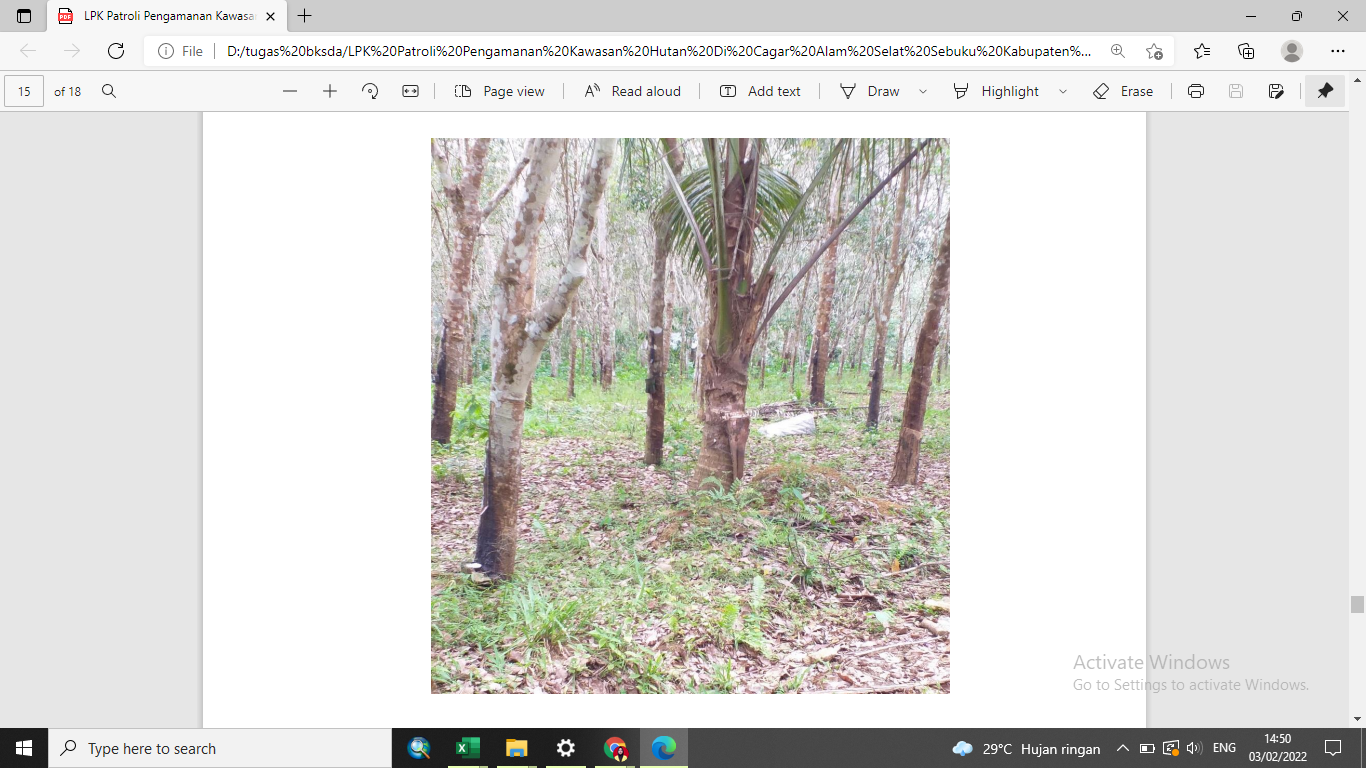 LPK Patroli Pengamanan Kawasa
File
D:/tugas%20bksda/LPK%20Patroli%20Pengamanan%20Kawasan%20Hutan%20Di%20Cagar%20Alam%20Selat%20Sebuku%20Kabupaten%...
15 of 18
Page view
Read aloud
Add text
Draw
Highlight
Erase
Activate Windows
Go to Settings to activate Windows.
Type here to search
29°C Hujan ringan
ENG
14:50
03/02/2022